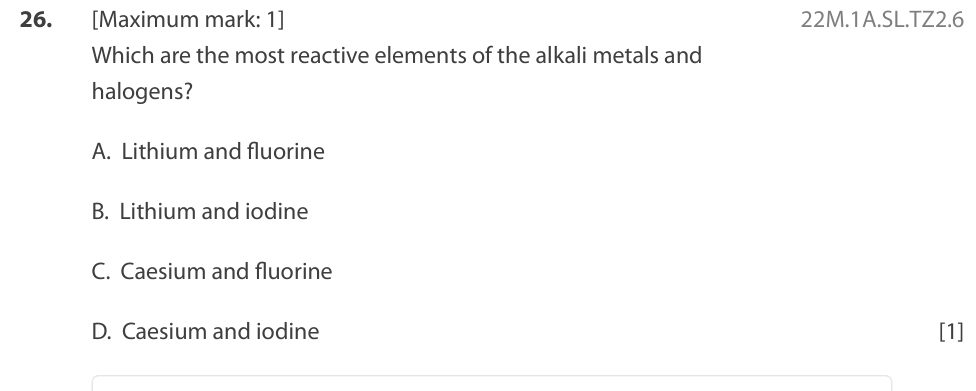 26. [Maximum mark: 1] 22M.1A.SL.TZ2.6
Which are the most reactive elements of the alkali metals and
halogens?
A. Lithium and fluorine
B. Lithium and iodine
C. Caesium and fluorine
D. Caesium and iodine [1]